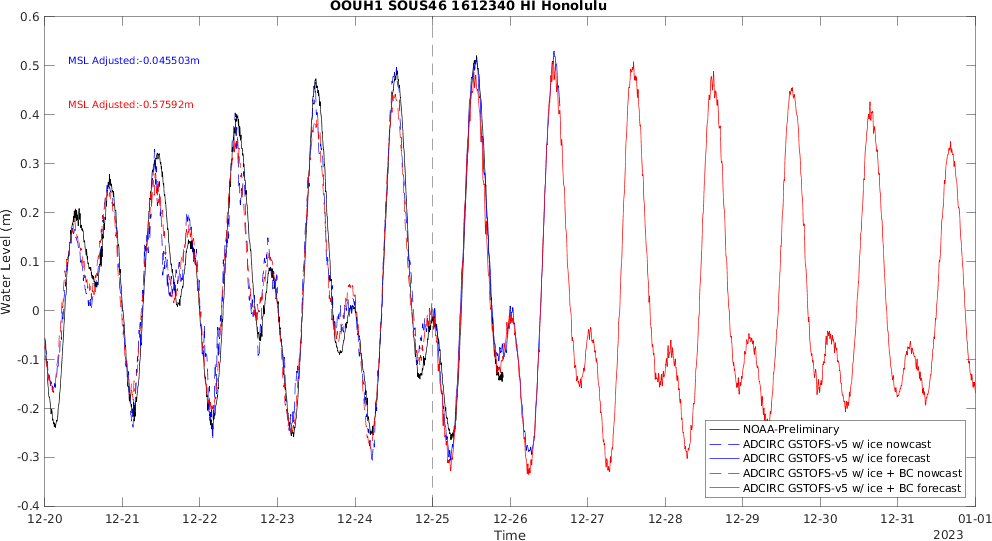 OOUH1 SOUS46 1612340 HI Honolulu
0.6
0.5
0.4
0.3
0.2
0.1
0
-0.1
-0.2
-0.3
-0.4
Water Level (m)
MSL Adjusted:-0.045503m
MSL Adjusted:-0.57592m
NOAA-Preliminary
ADCIRC GSTOFS-v5 w/ ice nowcast
ADCIRC GSTOFS-v5 w/ ice forecast
ADCIRC GSTOFS-v5 w/ ice + BC nowcast
ADCIRC GSTOFS-v5 w/ ice + BC forecast
12-20 12-21 12-22 12-23 12-24 12-25 12-26 12-27 12-28 12-29 12-30 12-31 01-01
Time
2023